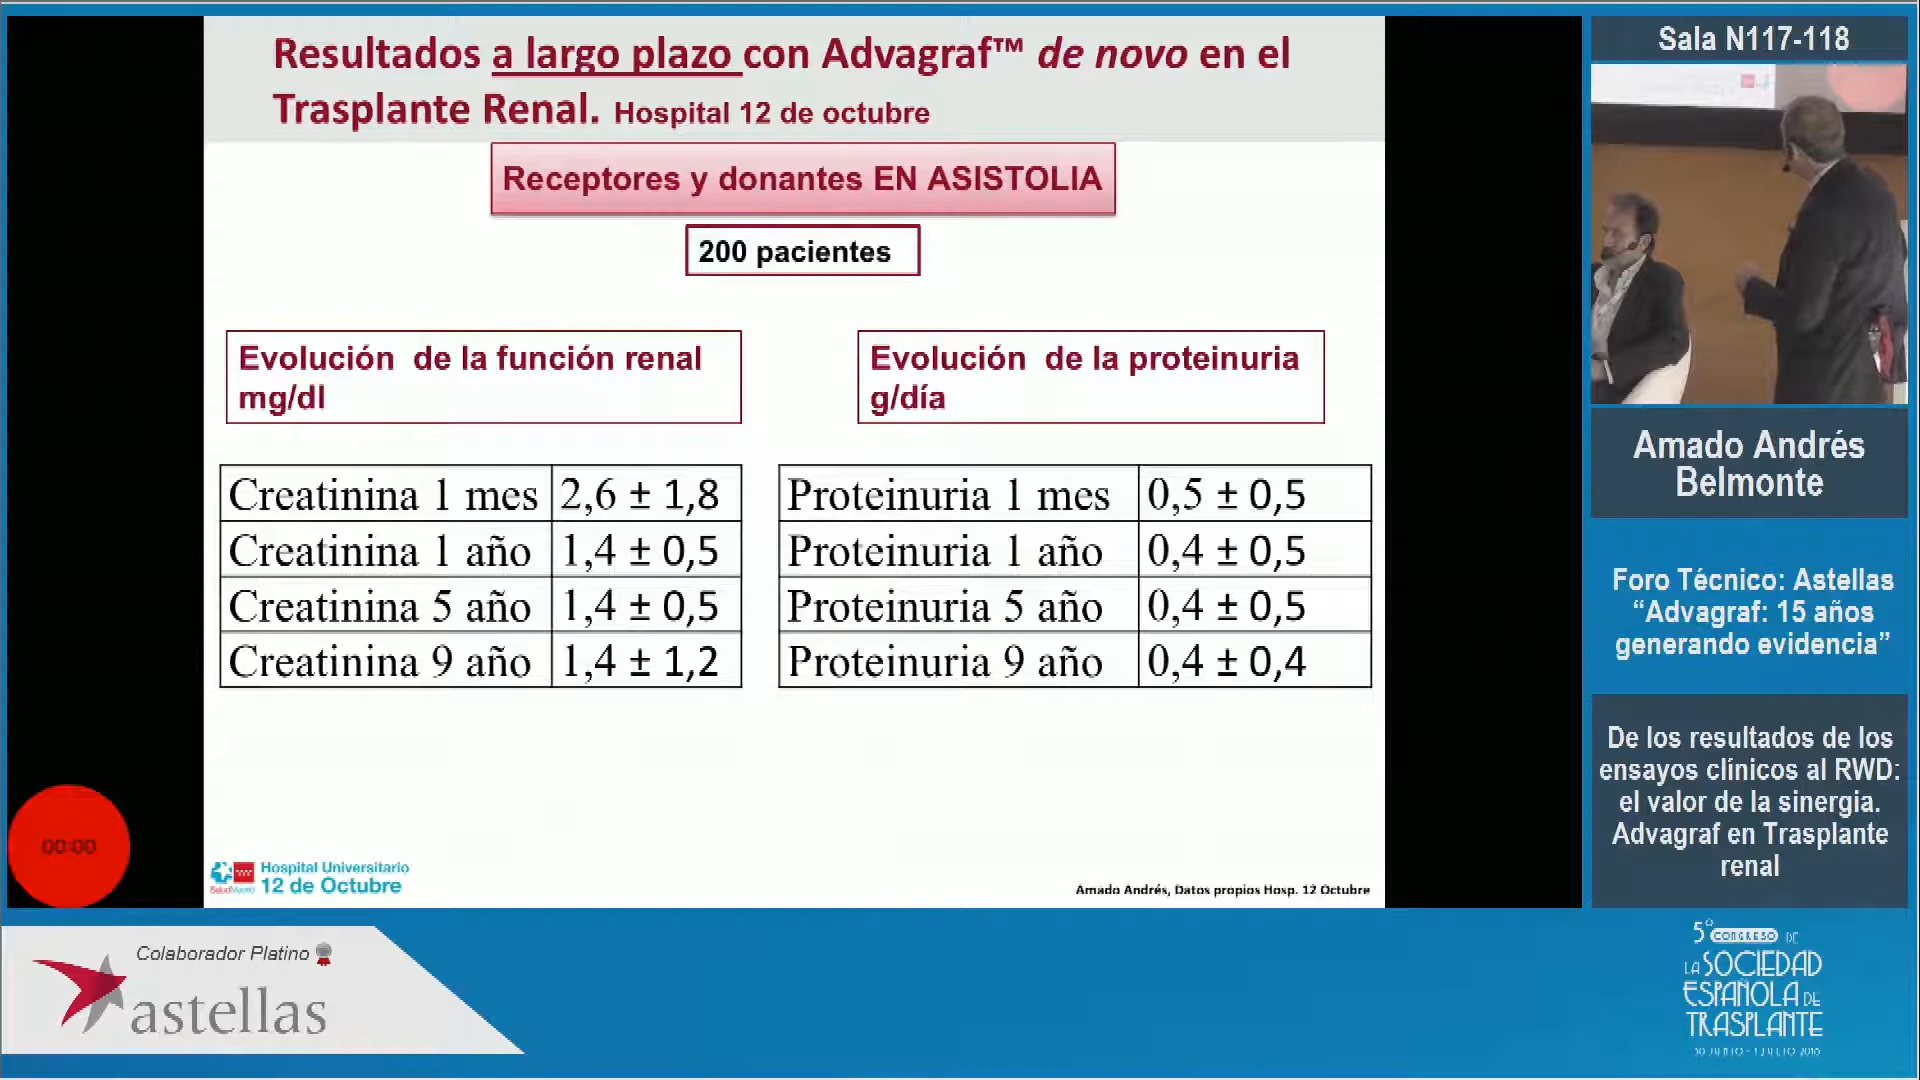 Resultados a largo plazo con Advagraf™ de novo en el
Trasplante Renal. Hospital 12 de octubre
Receptores y donantes EN ASISTOLIA
200 pacientes
Evolución de la función renal
mg/dl
Evolución de la proteinuria
g/día
Creatinina 1 mes 2,6 ± 1,8
Creatinina 1 año 1,4 ± 0,5
Creatinina 5 año 1,4 ± 0,5
Creatinina 9 año 1,4 ± 1,2
Proteinuria 1 mes 0,5 ± 0,5
Proteinuria 1 año 0,4 ± 0,5
Proteinuria 5 año 0,4 ± 0,5
Proteinuria 9 año 0,4 ± 0,4
00:00
SaludMadrid
Hospital Universitario
12 de Octubre
Amado Andrés, Datos propios Hosp. 12 Octubre
Sala N117-118
Amado Andrés
Belmonte
Foro Técnico: Astellas
“Advagraf: 15 años
generando evidencia”
De los resultados de los
ensayos clínicos al RWD:
el valor de la sinergia.
Advagraf en Trasplante
renal
Colaborador Platino
astellas
5º CONGRESO DE
LA SOCIEDAD
ESPAÑOLA DE
TRASPLANTE